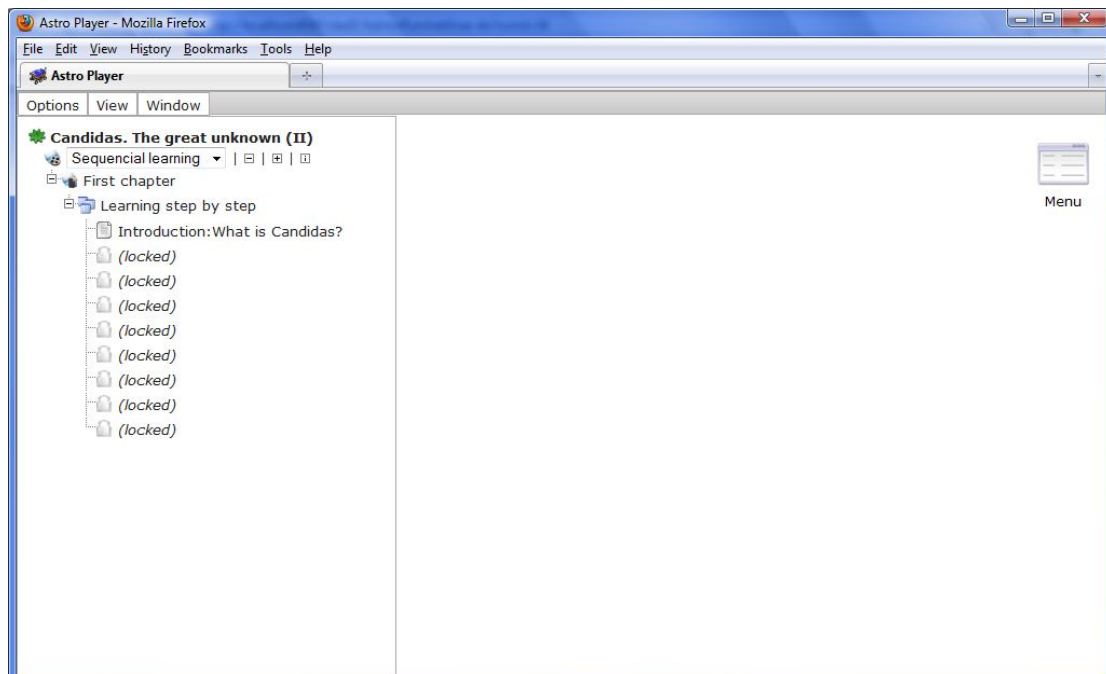 Astro Player - Mozilla Firefox
File Edit View History Bookmarks Tools Help
Astro Player
Options View Window
Candidas. The great unknown (II)
Sequencial learning
First chapter
Learning step by step
Introduction:What is Candidas?
(locked)
(locked)
(locked)
(locked)
(locked)
(locked)
(locked)
(locked)
Menu